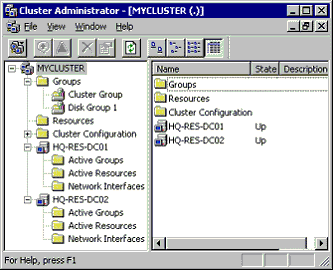 Cluster Administrator - [MYCLUSTER (.)]
File View Window Help
MYCLUSTER
Groups
Cluster Group
Disk Group 1
Resources
Cluster Configuration
HQ-RES-DC01
Active Groups
Active Resources
Network Interfaces
HQ-RES-DC02
Active Groups
Active Resources
Network Interfaces
Name State Description
Groups
Resources
Cluster Configuration
HQ-RES-DC01 Up
HQ-RES-DC02 Up
For Help, press F1